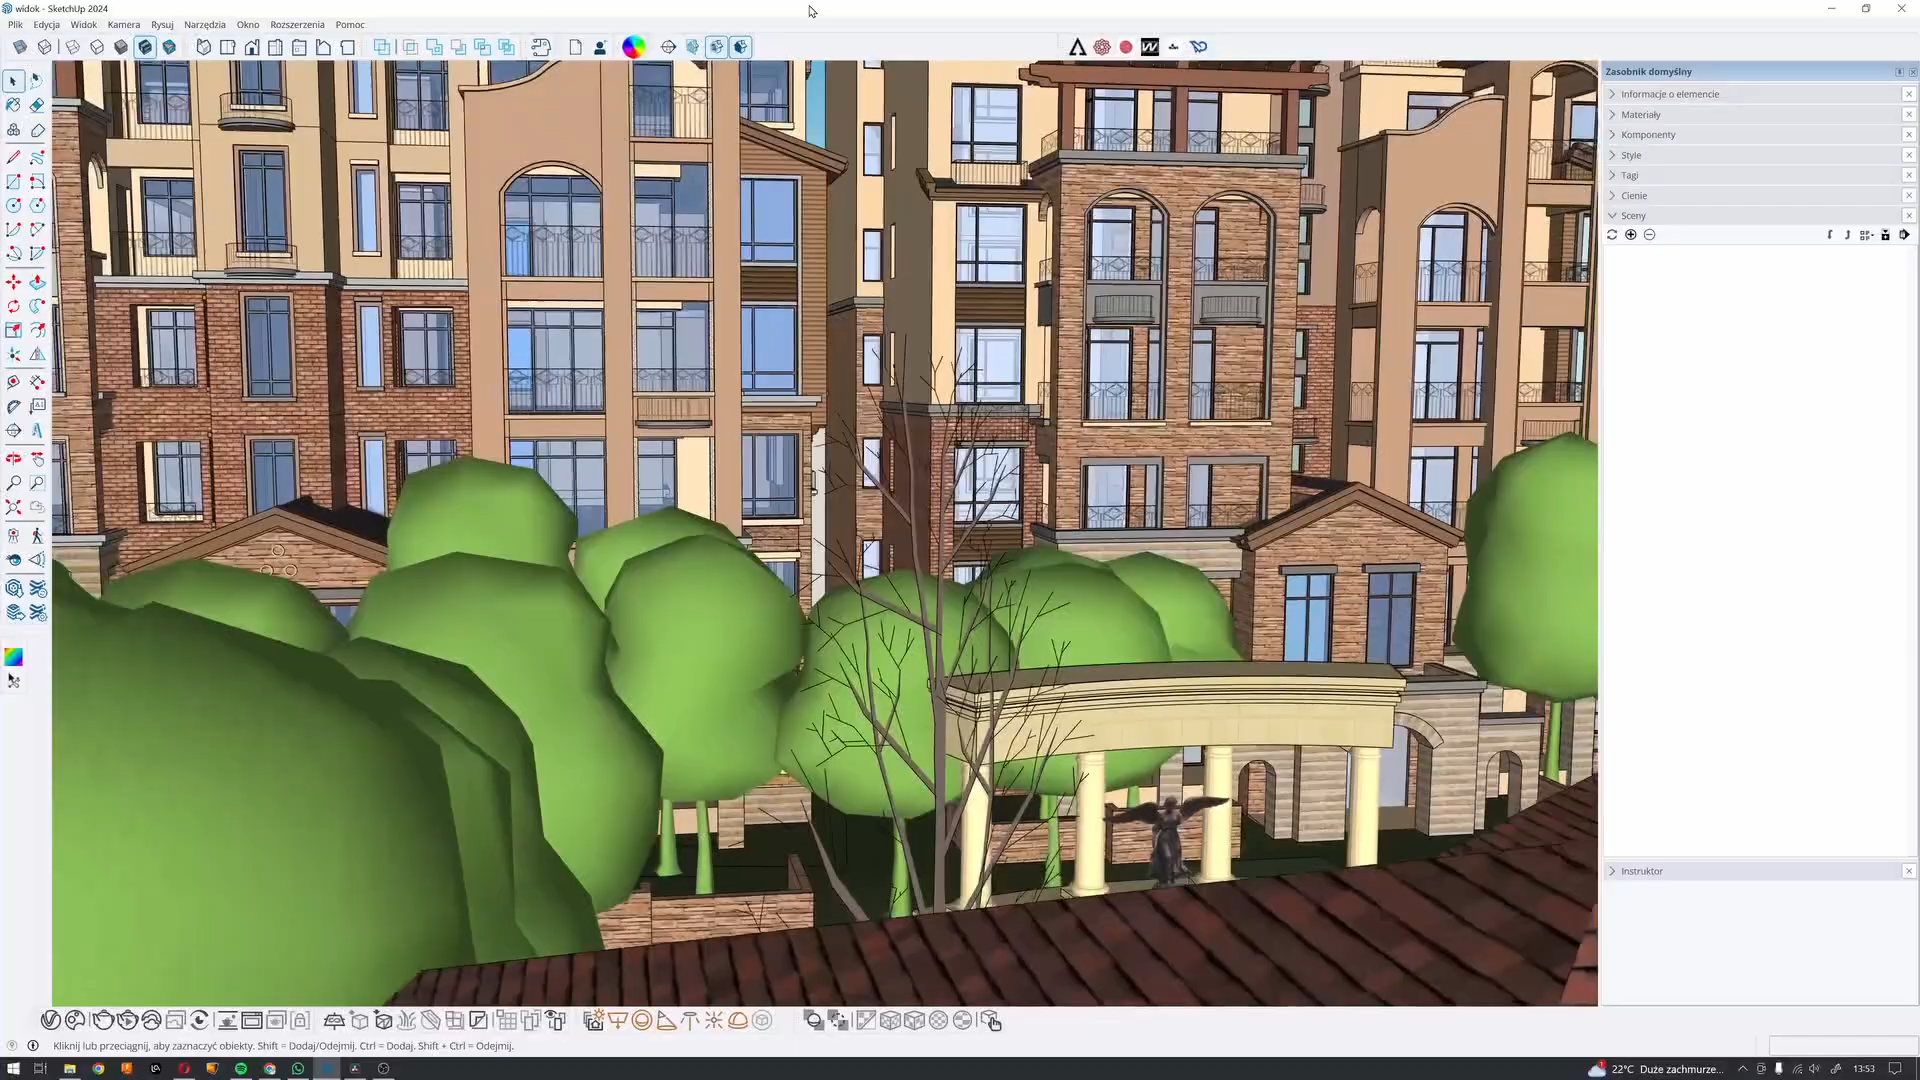 widok - SketchUp 2024
Plik Edycja Widok Kamera Rysuj Narzędzia Okno Rozszerzenia Pomoc
Zasobnik domyślny
Informacje o elemencie
Materiały
Komponenty
Style
Tagi
Cienie
Sceny
Instruktor
Kliknij lub przeciągnij, aby zaznaczyć obiekty. Shift = Dodaj/Odejmij. Ctrl = Dodaj. Shift + Ctrl = Odejmij.
22°C Duże zachmurze... 13:53